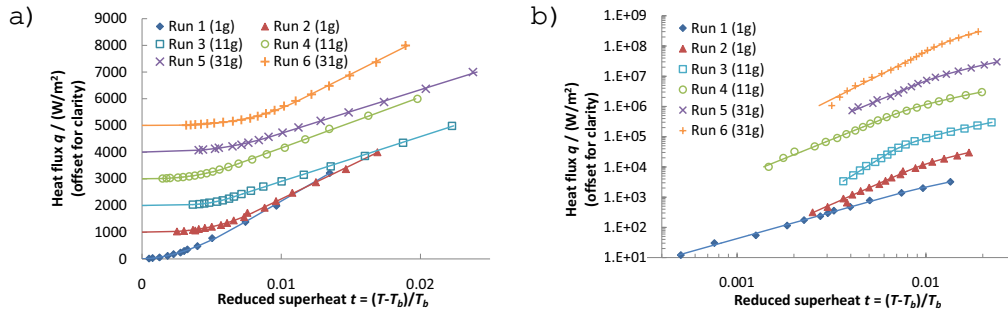 a)
Heat flux q / (W/m²)
(offset for clarity)
9000
8000
7000
6000
5000
4000
3000
2000
1000
0
Run 1 (1g)
Run 2 (1g)
Run 3 (11g)
Run 4 (11g)
Run 5 (31g)
Run 6 (31g)
0
0.01
0.02
Reduced superheat t = (T-Tb)/Tb
b)
Heat flux q / (W/m²)
(offset for clarity)
1.E+09
1.E+08
1.E+07
1.E+06
1.E+05
1.E+04
1.E+03
1.E+02
1.E+01
Run 1 (1g)
Run 2 (1g)
Run 3 (11g)
Run 4 (11g)
Run 5 (31g)
Run 6 (31g)
0.001
0.01
Reduced superheat t = (T-Tb)/Tb